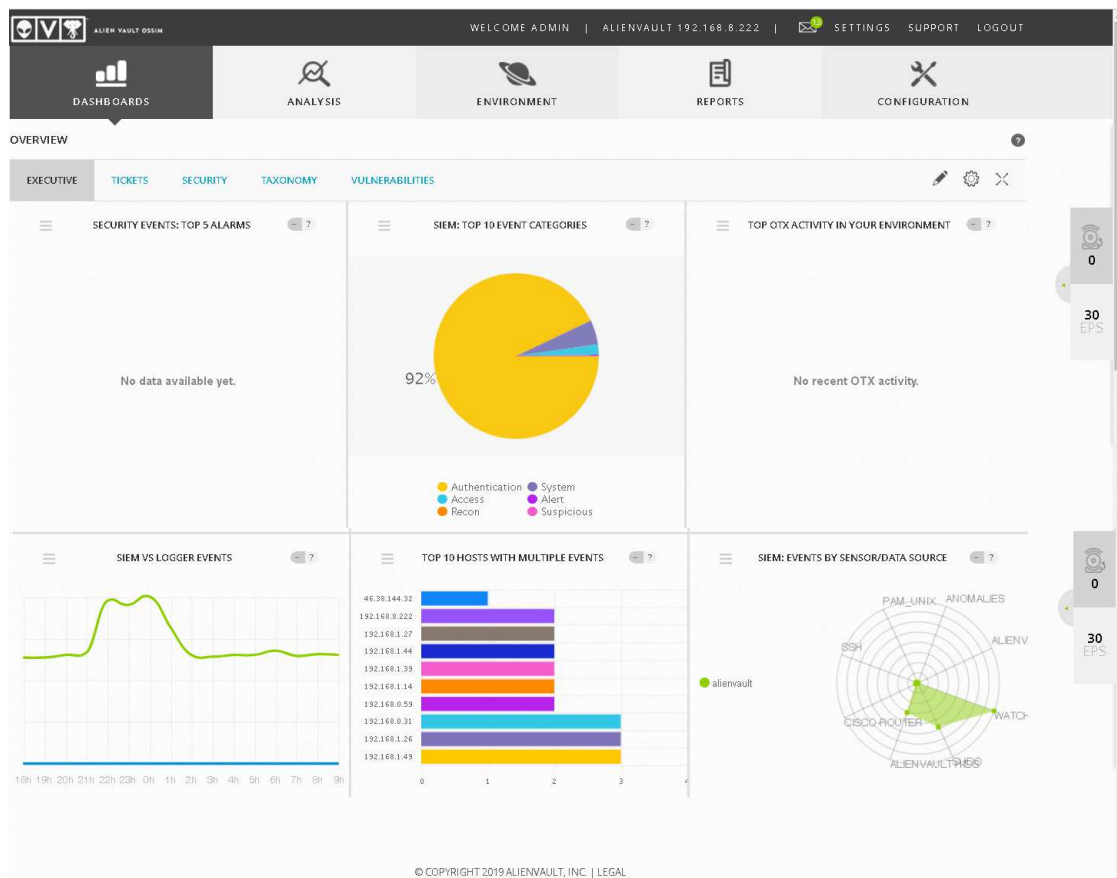 ALIEN VAULT OSSIM
WELCOME ADMIN | ALIENVAULT 192.168.8.222 | 13 SETTINGS SUPPORT LOGOUT
DASHBOARDS ANALYSIS ENVIRONMENT REPORTS CONFIGURATION
OVERVIEW ?
EXECUTIVE TICKETS SECURITY TAXONOMY VULNERABILITIES
SECURITY EVENTS: TOP 5 ALARMS - ?
No data available yet.
SIEM: TOP 10 EVENT CATEGORIES - ?
92%
Authentication System
Access Alert
Recon Suspicious
TOP OTX ACTIVITY IN YOUR ENVIRONMENT - ?
No recent OTX activity.
0
30
EPS
SIEM VS LOGGER EVENTS - ?
18h 19h 20h 21h 22h 23h 0h 1h 2h 3h 4h 5h 6h 7h 8h 9h
TOP 10 HOSTS WITH MULTIPLE EVENTS - ?
46.38.144.32
192.168.8.222
192.168.1.27
192.168.1.44
192.168.1.39
192.168.1.14
192.168.0.59
192.168.0.31
192.168.1.26
192.168.1.49
0 1 2 3 4
SIEM: EVENTS BY SENSOR/DATA SOURCE - ?
PAM_UNIX ANOMALIES
SSH ALIENV
alienvault
CISCO-ROUTER WATCH
ALIENVAULT HIDS
0
30
EPS
© COPYRIGHT 2019 ALIENVAULT, INC. | LEGAL